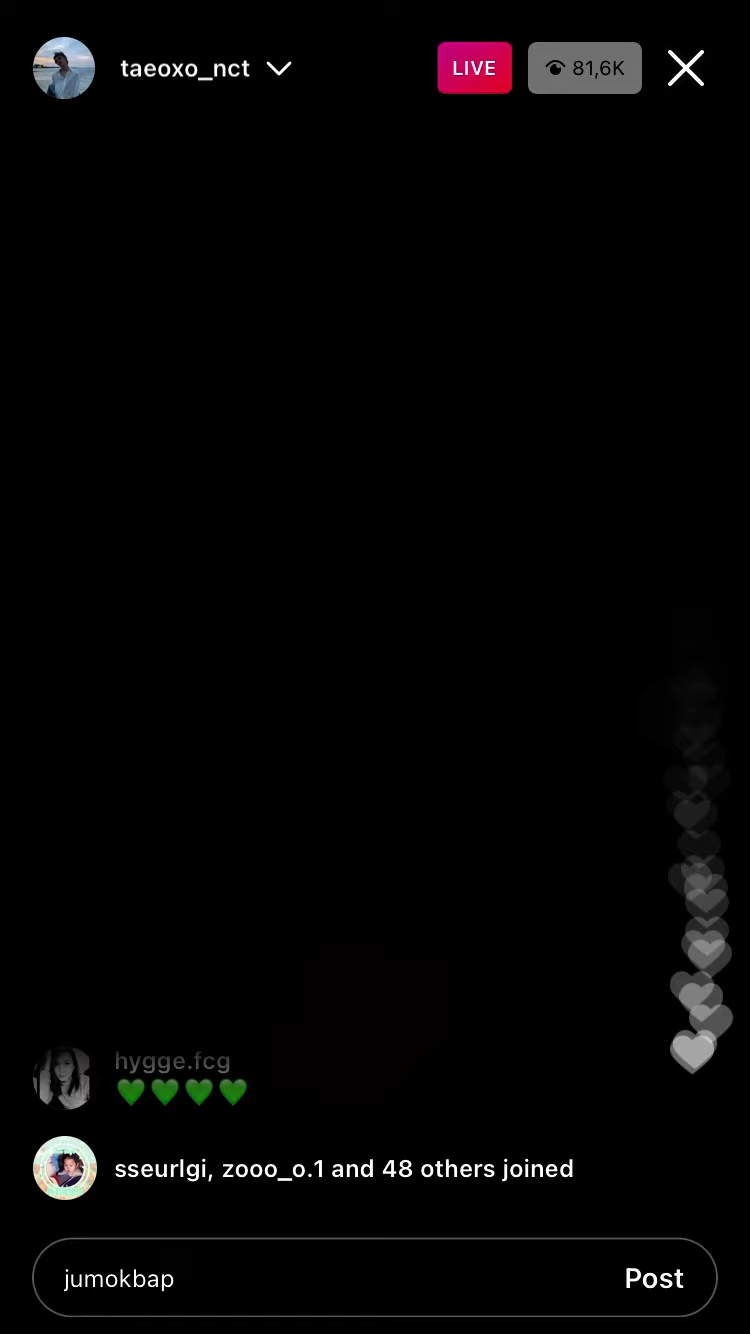 taeoxo_nct
LIVE
81,6K
hygge.fcg
💚💚💚💚
sseurlgi, zooo_o.1 and 48 others joined
jumokbap
Post